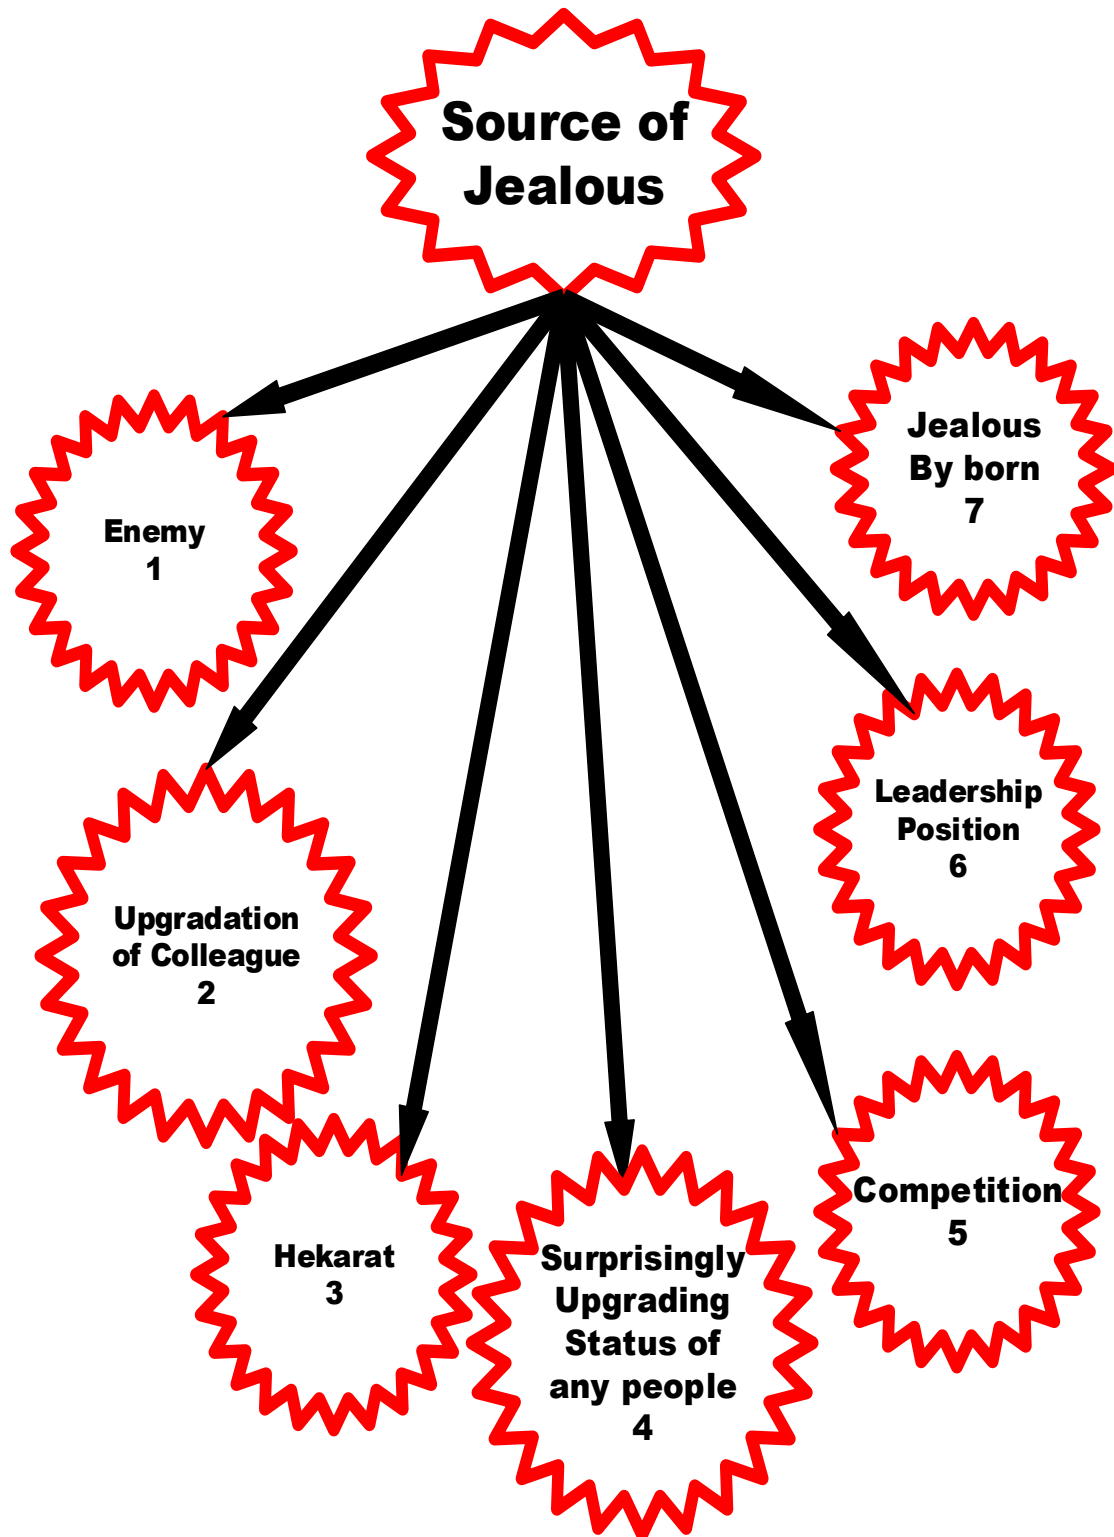 Source of
Jealous
Enemy
1
Upgradation
of Colleague
2
Hekarat
3
Surprisingly
Upgrading
Status of
any people
4
Competition
5
Leadership
Position
6
Jealous
By born
7